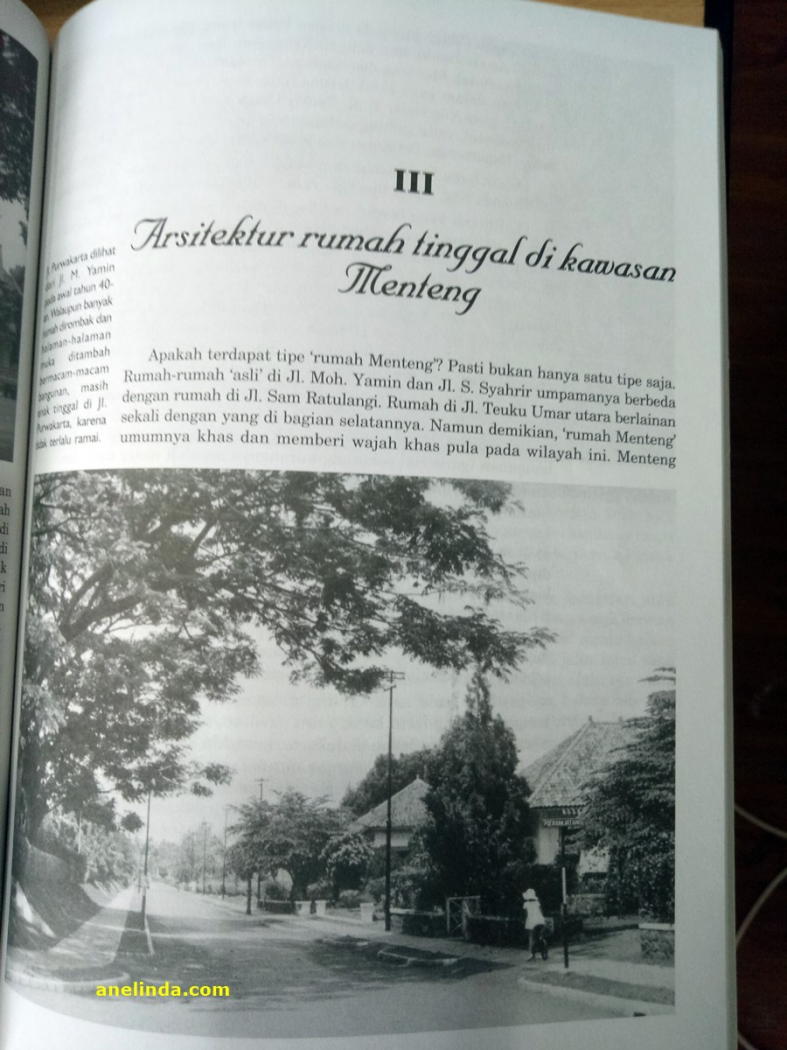 III
Arsitektur rumah tinggal di kawasan
Menteng
Purwakarta dilihat
dari Jl. M. Yamin
pada awal tahun 40-
an. Walaupun banyak
rumah dirombak dan
halaman-halaman
muka ditambah
bermacam-macam
bangunan, masih
enak tinggal di Jl.
Purwakarta, karena
tidak terlalu ramai.
Apakah terdapat tipe ‘rumah Menteng’? Pasti bukan hanya satu tipe saja.
Rumah-rumah ‘asli’ di Jl. Moh. Yamin dan Jl. S. Syahrir umpamanya berbeda
dengan rumah di Jl. Sam Ratulangi. Rumah di Jl. Teuku Umar utara berlainan
sekali dengan yang di bagian selatannya. Namun demikian, ‘rumah Menteng’
umumnya khas dan memberi wajah khas pula pada wilayah ini. Menteng
an
ah
di
di
k
anelinda.com